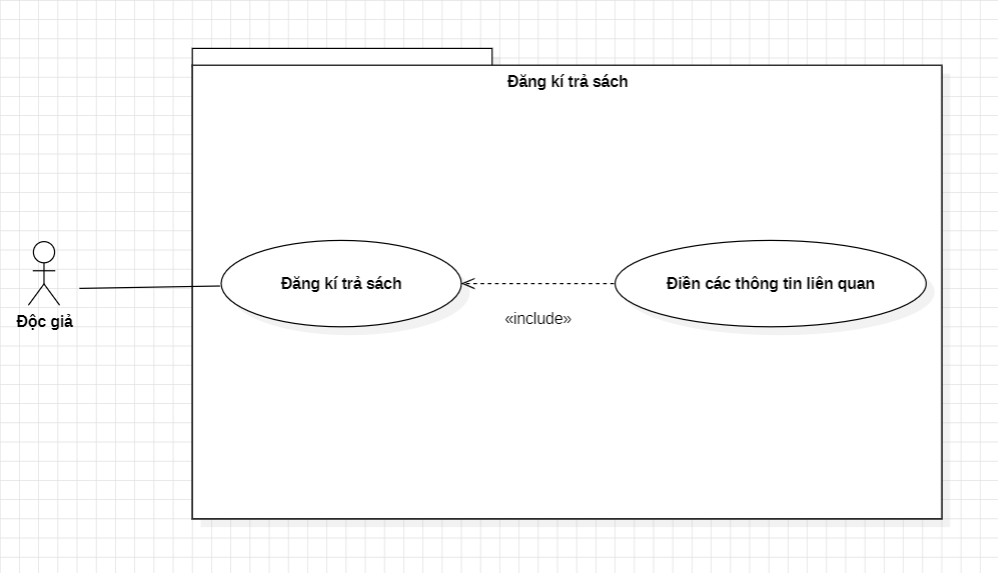 Đăng kí trả sách
Đăng kí trả sách
Điền các thông tin liên quan
«include»
Độc giả